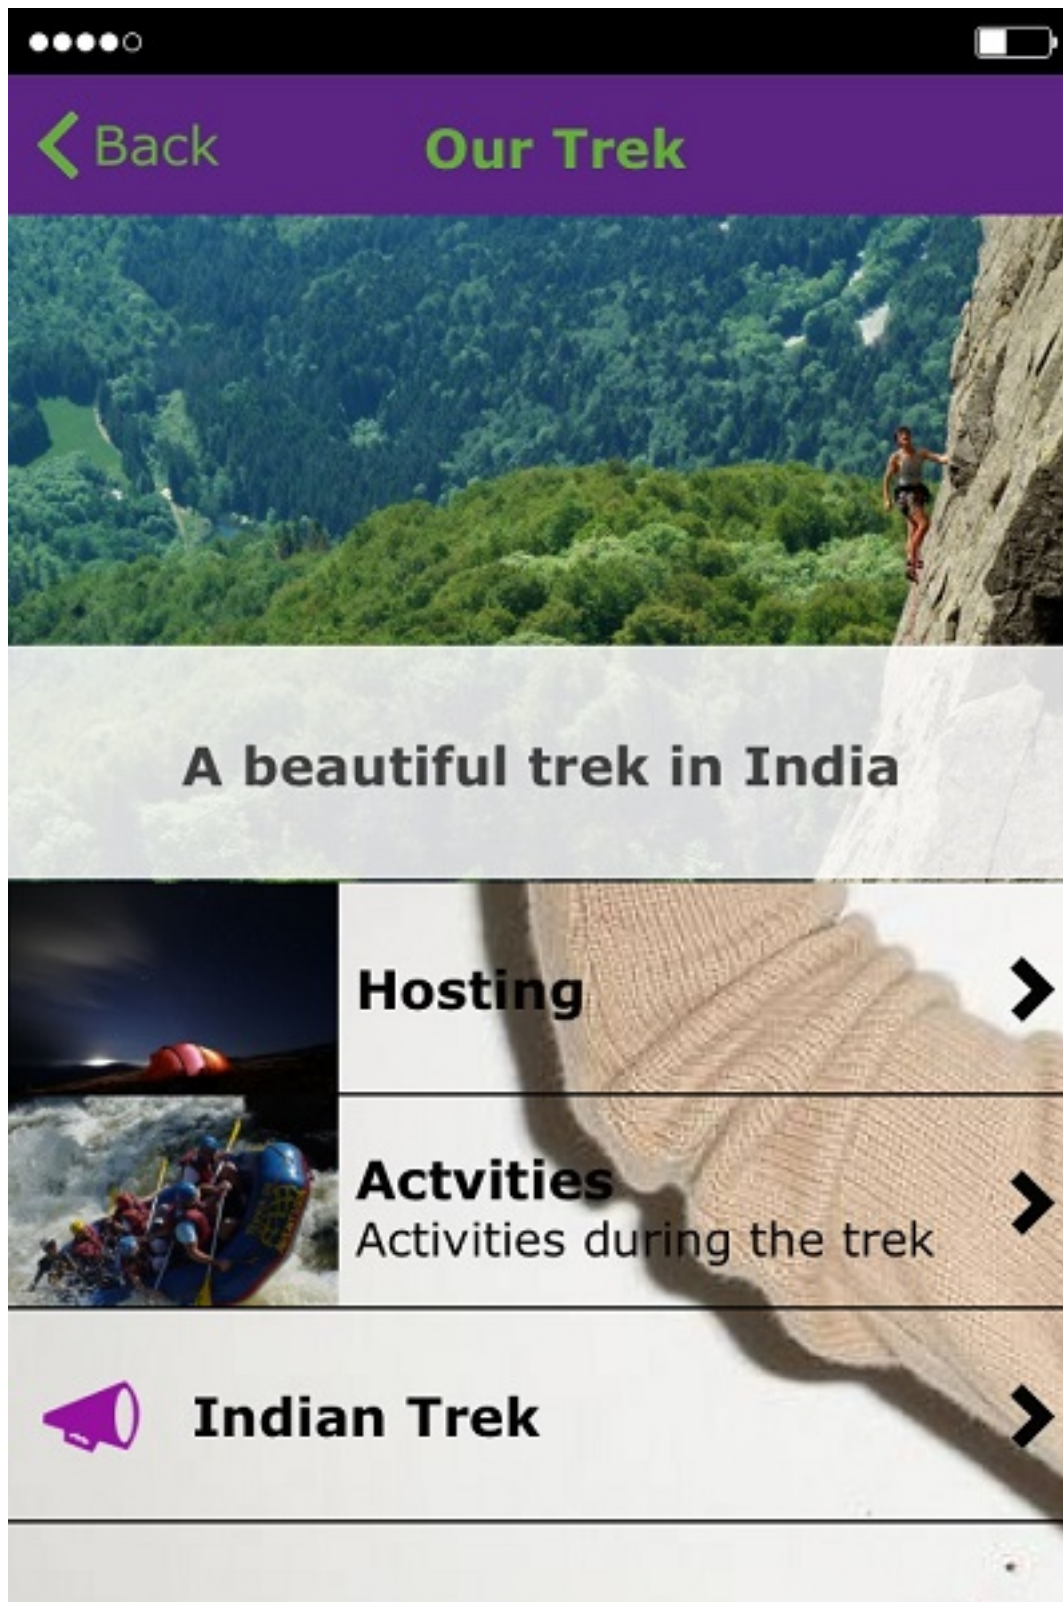 Back
Our Trek
A beautiful trek in India
Hosting
Actvities
Activities during the trek
Indian Trek